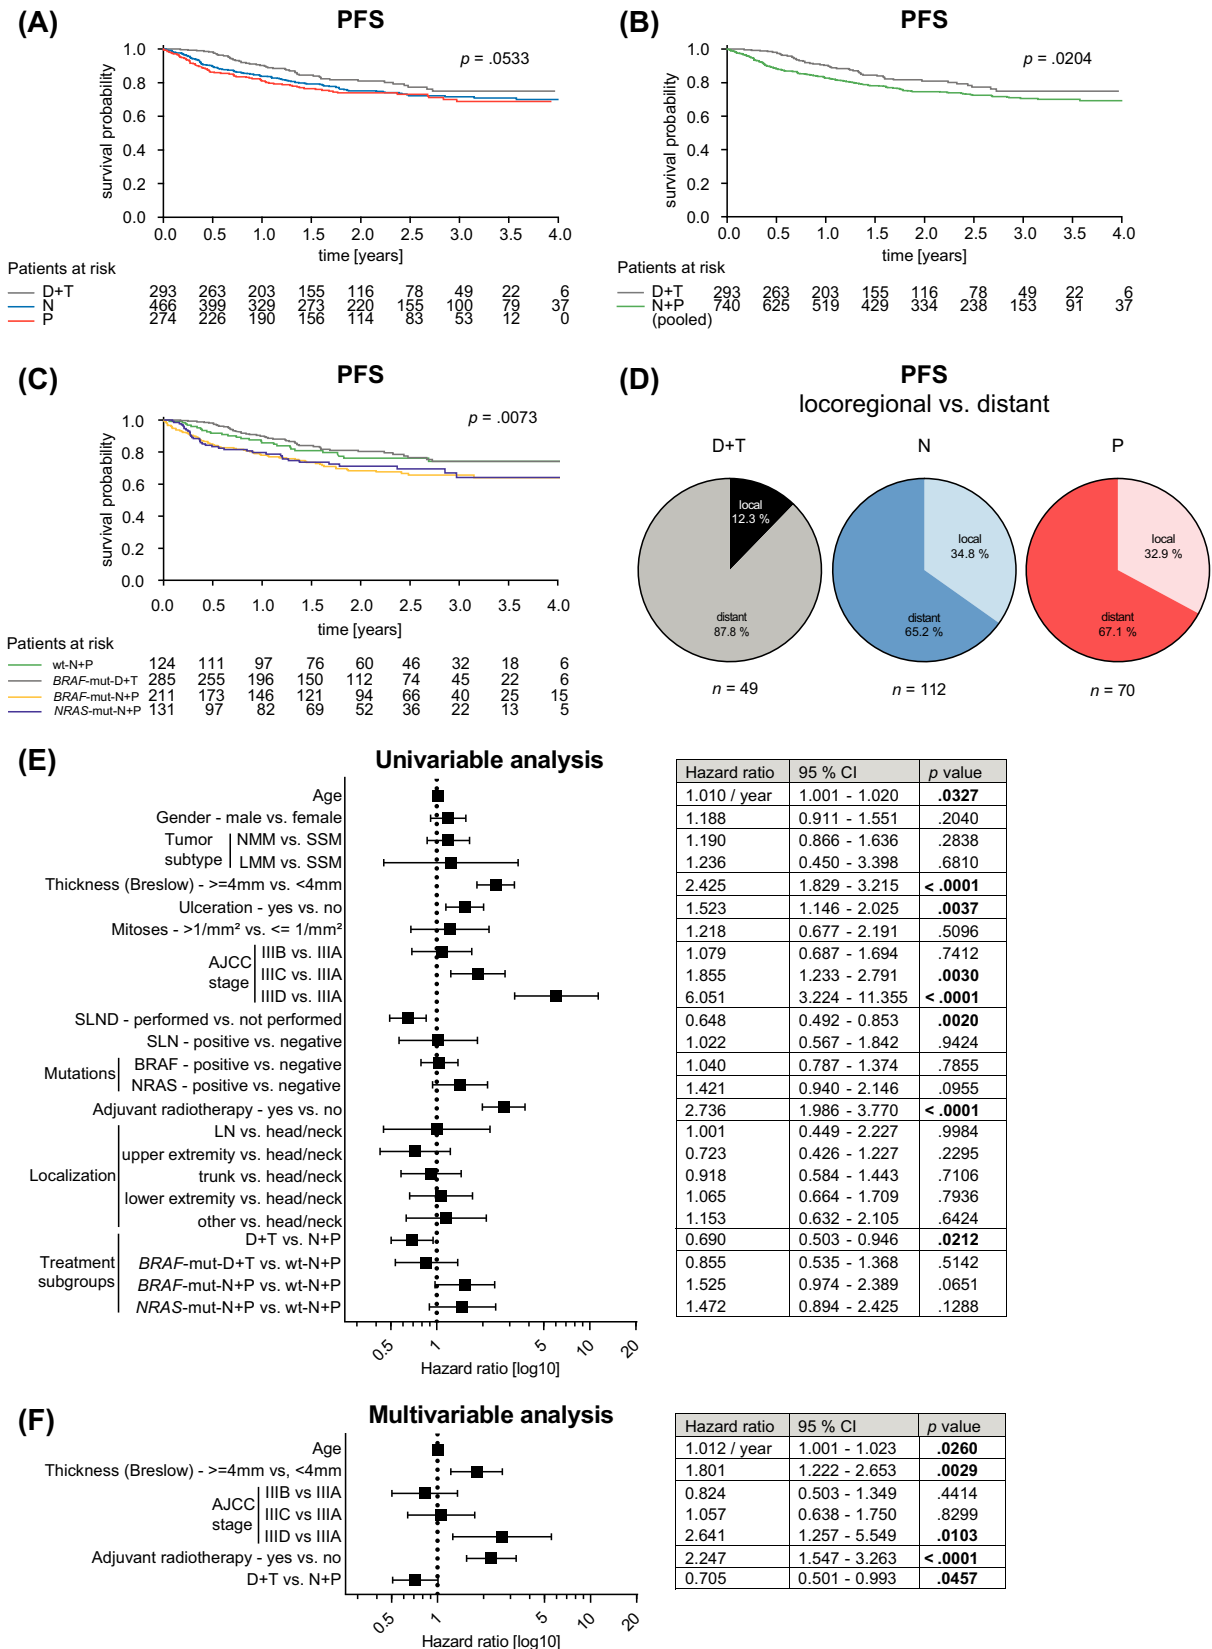 (A)
PFS
survival probability
1.0
0.8
0.6
0.4
0.2
0.0
p = .0533
0.0 0.5 1.0 1.5 2.0 2.5 3.0 3.5 4.0
time [years]
Patients at risk
D+T 293 263 203 155 116 78 49 22 6
N 466 399 329 273 220 155 100 79 37
P 274 226 190 156 114 83 53 12 0
(B)
PFS
survival probability
1.0
0.8
0.6
0.4
0.2
0.0
p = .0204
0.0 0.5 1.0 1.5 2.0 2.5 3.0 3.5 4.0
time [years]
Patients at risk
D+T 293 263 203 155 116 78 49 22 6
N+P 740 625 519 429 334 238 153 91 37
(pooled)
(C)
PFS
survival probability
1.0
0.8
0.6
0.4
0.2
0.0
p = .0073
0.0 0.5 1.0 1.5 2.0 2.5 3.0 3.5 4.0
time [years]
Patients at risk
wt-N+P 124 111 97 76 60 46 32 18 6
BRAF-mut-D+T 285 255 196 150 112 74 45 22 6
BRAF-mut-N+P 211 173 146 121 94 66 40 25 15
NRAS-mut-N+P 131 97 82 69 52 36 22 13 5
(D)
PFS
locoregional vs. distant
D+T N P
local
12.3 %
distant
87.8 %
n = 49
local
34.8 %
distant
65.2 %
n = 112
local
32.9 %
distant
67.1 %
n = 70
(E)
Univariable analysis
Hazard ratio 95 % CI p value
Age 1.010 / year 1.001 - 1.020 .0327
Gender - male vs. female 1.188 0.911 - 1.551 .2040
Tumor subtype
NMM vs. SSM 1.190 0.866 - 1.636 .2838
LMM vs. SSM 1.236 0.450 - 3.398 .6810
Thickness (Breslow) - >=4mm vs. <4mm 2.425 1.829 - 3.215 < .0001
Ulceration - yes vs. no 1.523 1.146 - 2.025 .0037
Mitoses - >1/mm² vs. <= 1/mm² 1.218 0.677 - 2.191 .5096
AJCC stage
IIIB vs. IIIA 1.079 0.687 - 1.694 .7412
IIIC vs. IIIA 1.855 1.233 - 2.791 .0030
IIID vs. IIIA 6.051 3.224 - 11.355 < .0001
SLND - performed vs. not performed 0.648 0.492 - 0.853 .0020
SLN - positive vs. negative 1.022 0.567 - 1.842 .9424
Mutations
BRAF - positive vs. negative 1.040 0.787 - 1.374 .7855
NRAS - positive vs. negative 1.421 0.940 - 2.146 .0955
Adjuvant radiotherapy - yes vs. no 2.736 1.986 - 3.770 < .0001
Localization
LN vs. head/neck 1.001 0.449 - 2.227 .9984
upper extremity vs. head/neck 0.723 0.426 - 1.227 .2295
trunk vs. head/neck 0.918 0.584 - 1.443 .7106
lower extremity vs. head/neck 1.065 0.664 - 1.709 .7936
other vs. head/neck 1.153 0.632 - 2.105 .6424
Treatment subgroups
D+T vs. N+P 0.690 0.503 - 0.946 .0212
BRAF-mut-D+T vs. wt-N+P 0.855 0.535 - 1.368 .5142
BRAF-mut-N+P vs. wt-N+P 1.525 0.974 - 2.389 .0651
NRAS-mut-N+P vs. wt-N+P 1.472 0.894 - 2.425 .1288
0.5 1 5 10 20
Hazard ratio [log10]
(F)
Multivariable analysis
Hazard ratio 95 % CI p value
Age 1.012 / year 1.001 - 1.023 .0260
Thickness (Breslow) - >=4mm vs, <4mm 1.801 1.222 - 2.653 .0029
AJCC stage
IIIB vs IIIA 0.824 0.503 - 1.349 .4414
IIIC vs IIIA 1.057 0.638 - 1.750 .8299
IIID vs IIIA 2.641 1.257 - 5.549 .0103
Adjuvant radiotherapy - yes vs. no 2.247 1.547 - 3.263 < .0001
D+T vs. N+P 0.705 0.501 - 0.993 .0457
0.5 1 5 10 20
Hazard ratio [log10]